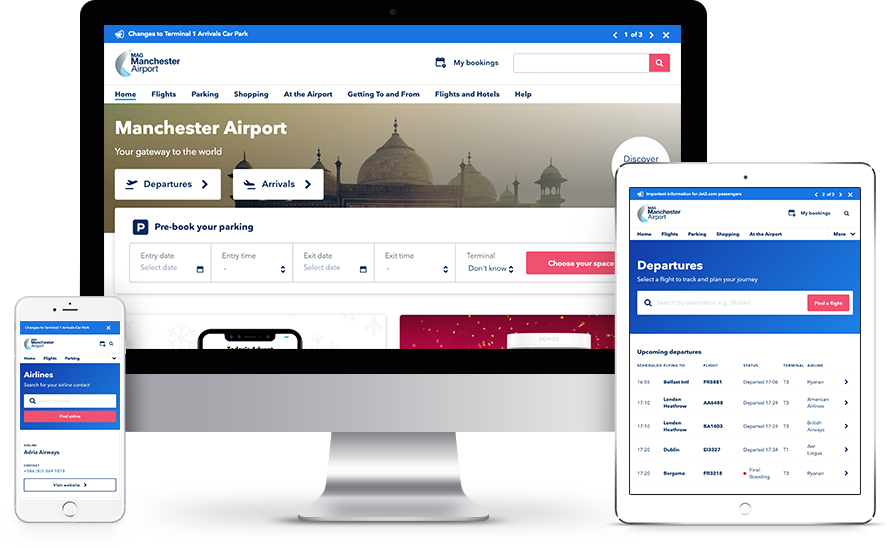 Changes to Terminal 1 Arrivals Car Park
1 of 3
MAG
Manchester
Airport
My bookings
Home Flights Parking Shopping At the Airport Getting To and From Flights and Hotels Help
Manchester Airport
Your gateway to the world
Discover
Departures
Arrivals
P Pre-book your parking
Entry date Entry time Exit date Exit time Terminal
Select date - Select date - Don't know
Choose your space
Today's Advent
SONOS
Important information for Jet2.com passengers
2 of 3
MAG
Manchester
Airport
My bookings
Home Flights Parking Shopping At the Airport More
Departures
Select a flight to track and plan your journey
Search by destination e.g. 'Dublin'
Find a flight
Upcoming departures
SCHEDULED FLYING TO FLIGHT STATUS TERMINAL AIRLINE
16:55 Belfast Intl FR5881 Departed 17:06 T3 Ryanair
17:10 London Heathrow AA6488 Departed 17:24 T3 American Airlines
17:10 London Heathrow BA1403 Departed 17:24 T3 British Airways
17:20 Dublin EI3327 Departed 17:34 T1 Aer Lingus
17:20 Bergamo FR3218 Final Boarding T3 Ryanair
Changes to Terminal 1 Arrivals Car Park
MAG
Manchester
Airport
Home Flights Parking
Airlines
Search for your airline contact
Find airline
AIRLINE
Adria Airways
CONTACT
+386 (0)1 369 1010
Visit website